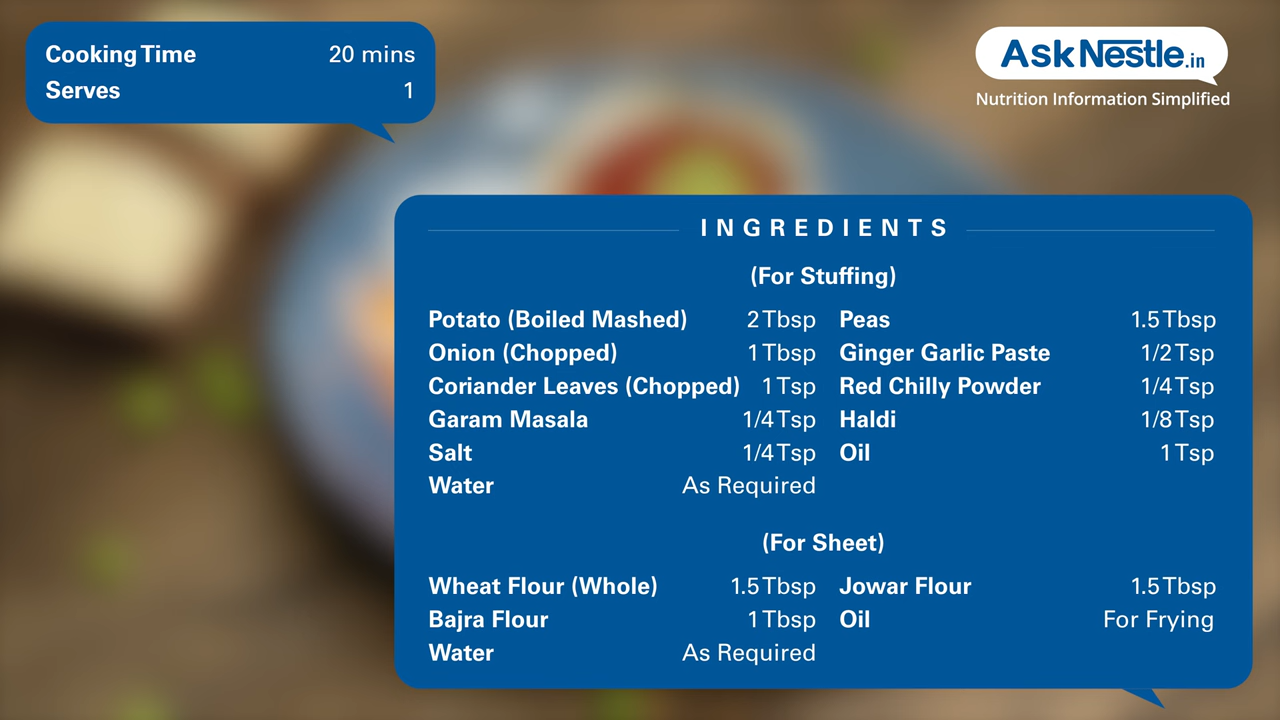 Cooking Time 20 mins
Serves 1
Ask Nestle.in
Nutrition Information Simplified
INGREDIENTS
(For Stuffing)
Potato (Boiled Mashed) 2 Tbsp Peas 1.5 Tbsp
Onion (Chopped) 1 Tbsp Ginger Garlic Paste 1/2 Tsp
Coriander Leaves (Chopped) 1 Tsp Red Chilly Powder 1/4 Tsp
Garam Masala 1/4 Tsp Haldi 1/8 Tsp
Salt 1/4 Tsp Oil 1 Tsp
Water As Required
(For Sheet)
Wheat Flour (Whole) 1.5 Tbsp Jowar Flour 1.5 Tbsp
Bajra Flour 1 Tbsp Oil For Frying
Water As Required